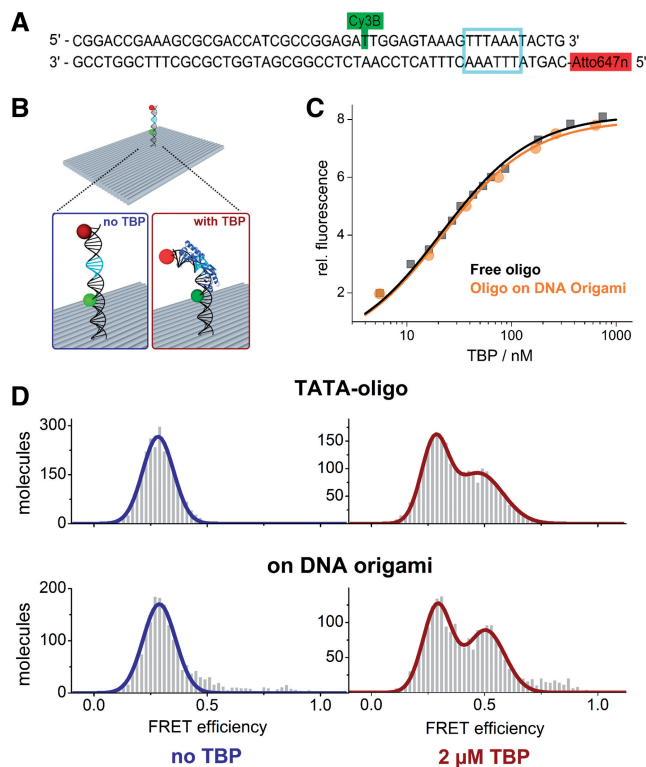 A
Cy3B
5' - CGGACCGAAAGCGCGACCATCGCCGGAGATTGGAGTAAAGTTTAAATACTG 3'
3' - GCCTGGCTTTCGCGCTGGTAGCGGCCTCTAACCTCATTTCAAATTTATGAC-Atto647n 5'
B
no TBP
with TBP
C
8
6
4
2
rel. fluorescence
Free oligo
Oligo on DNA Origami
10
100
1000
TBP / nM
D
TATA-oligo
molecules
300
150
0
150
100
50
on DNA origami
molecules
200
100
0
100
50
0.0
0.5
1.0
0.0
0.5
1.0
FRET efficiency
FRET efficiency
no TBP
2 µM TBP